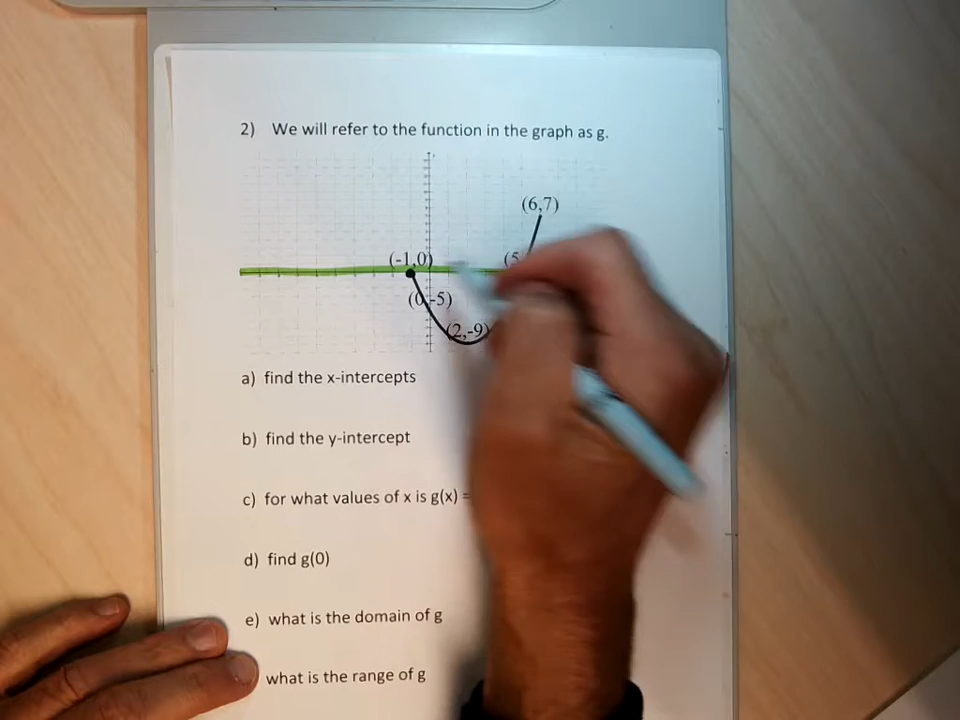 2) We will refer to the function in the graph as g.
(6,7)
(-1,0) (5
(0,-5)
(2,-9)
a) find the x-intercepts
b) find the y-intercept
c) for what values of x is g(x) =
d) find g(0)
e) what is the domain of g
what is the range of g